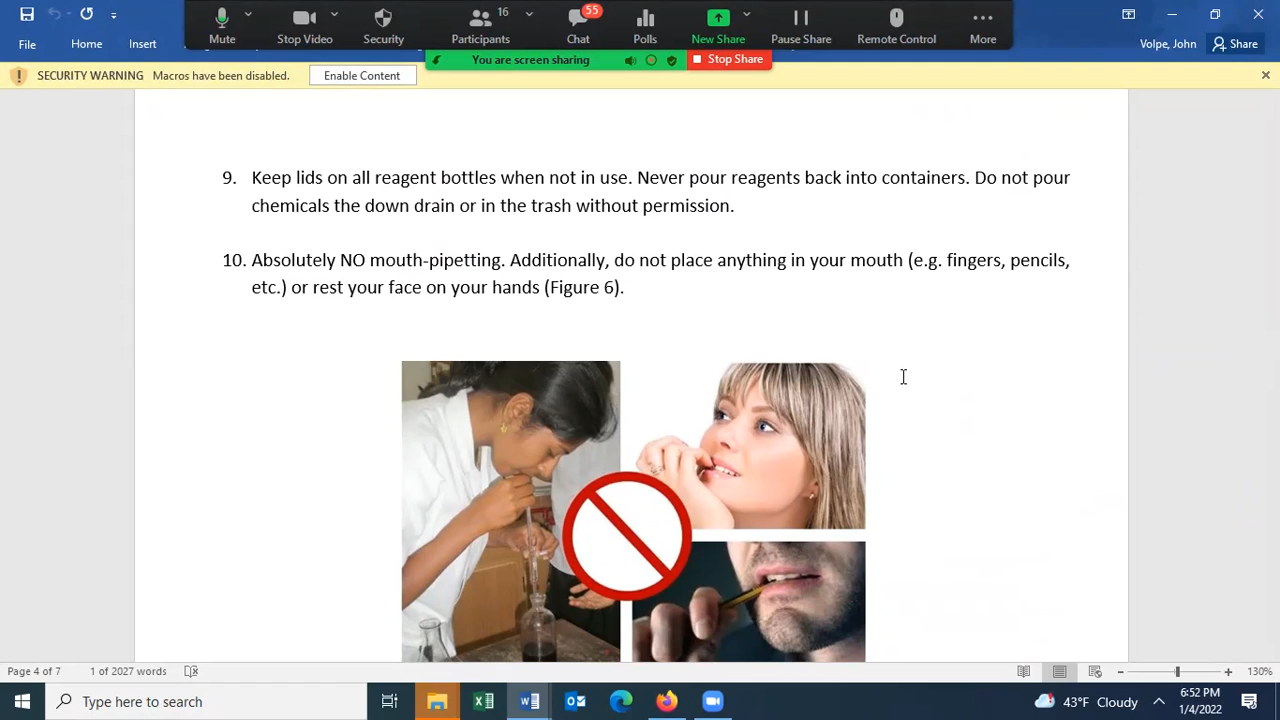 16
55
Mute
Stop Video
Security
Participants
Chat
Polls
New Share
Pause Share
Remote Control
More
File
Home
Insert
You are screen sharing
Stop Share
Volpe, John
Share
SECURITY WARNING Macros have been disabled.
Enable Content
9. Keep lids on all reagent bottles when not in use. Never pour reagents back into containers. Do not pour
chemicals the down drain or in the trash without permission.
10. Absolutely NO mouth-pipetting. Additionally, do not place anything in your mouth (e.g. fingers, pencils,
etc.) or rest your face on your hands (Figure 6).
Page 4 of 7
1 of 2027 words
130%
Type here to search
43°F Cloudy
6:52 PM
1/4/2022